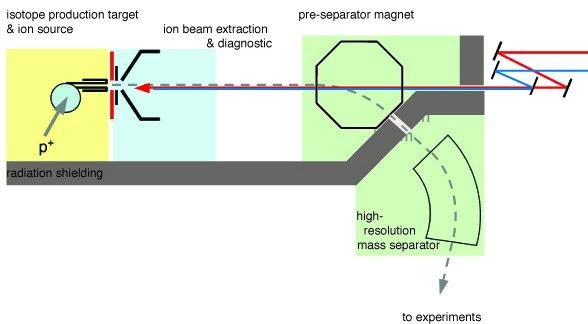 isotope production target
& ion source
ion beam extraction
& diagnostic
pre-separator magnet
p+
radiation shielding
high-
resolution
mass separator
to experiments